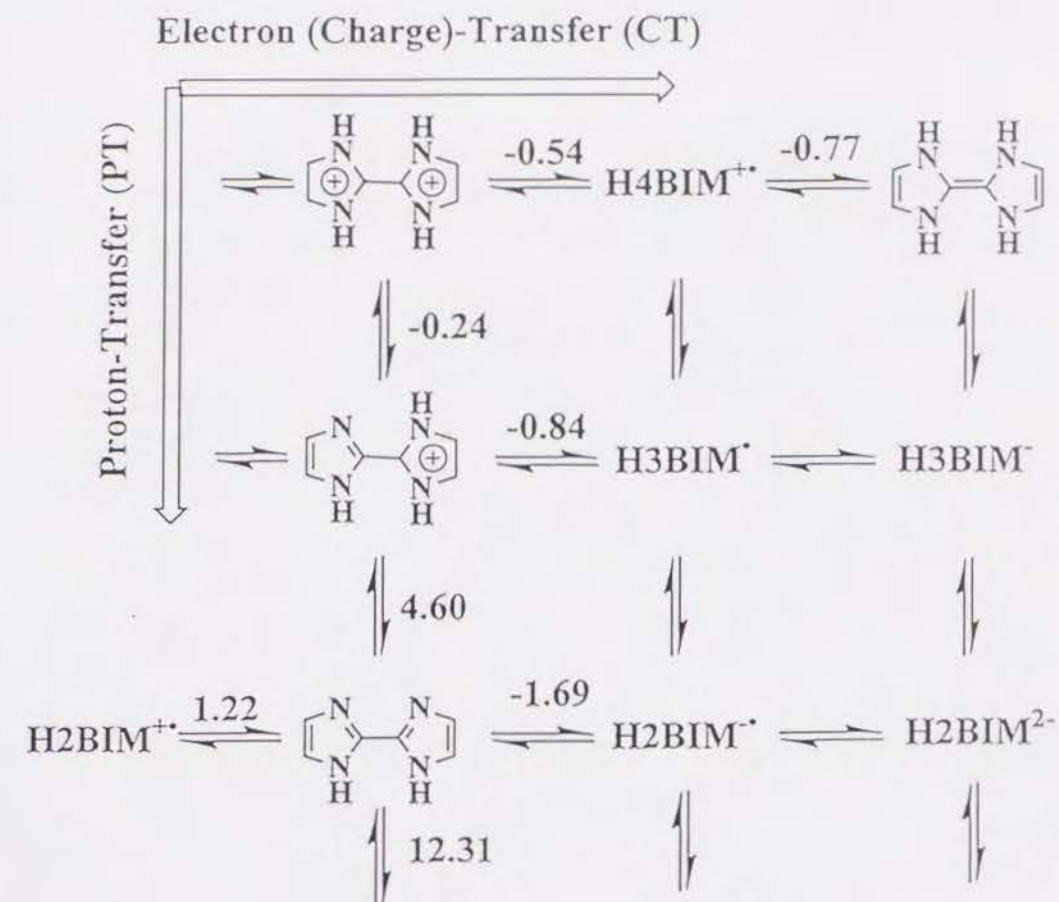 Electron (Charge)-Transfer (CT)
Proton-Transfer (PT)
H H
N N
-0.54
H4BIM⁺•
-0.77
H H
N N
⊕ ⊕
N N
H H
N N
H H
-0.24
H
N N
-0.84
H3BIM•
H3BIM⁻
⊕
N N
H H
4.60
H2BIM⁺•
1.22
N N
-1.69
H2BIM⁻•
H2BIM²⁻
N N
H H
12.31